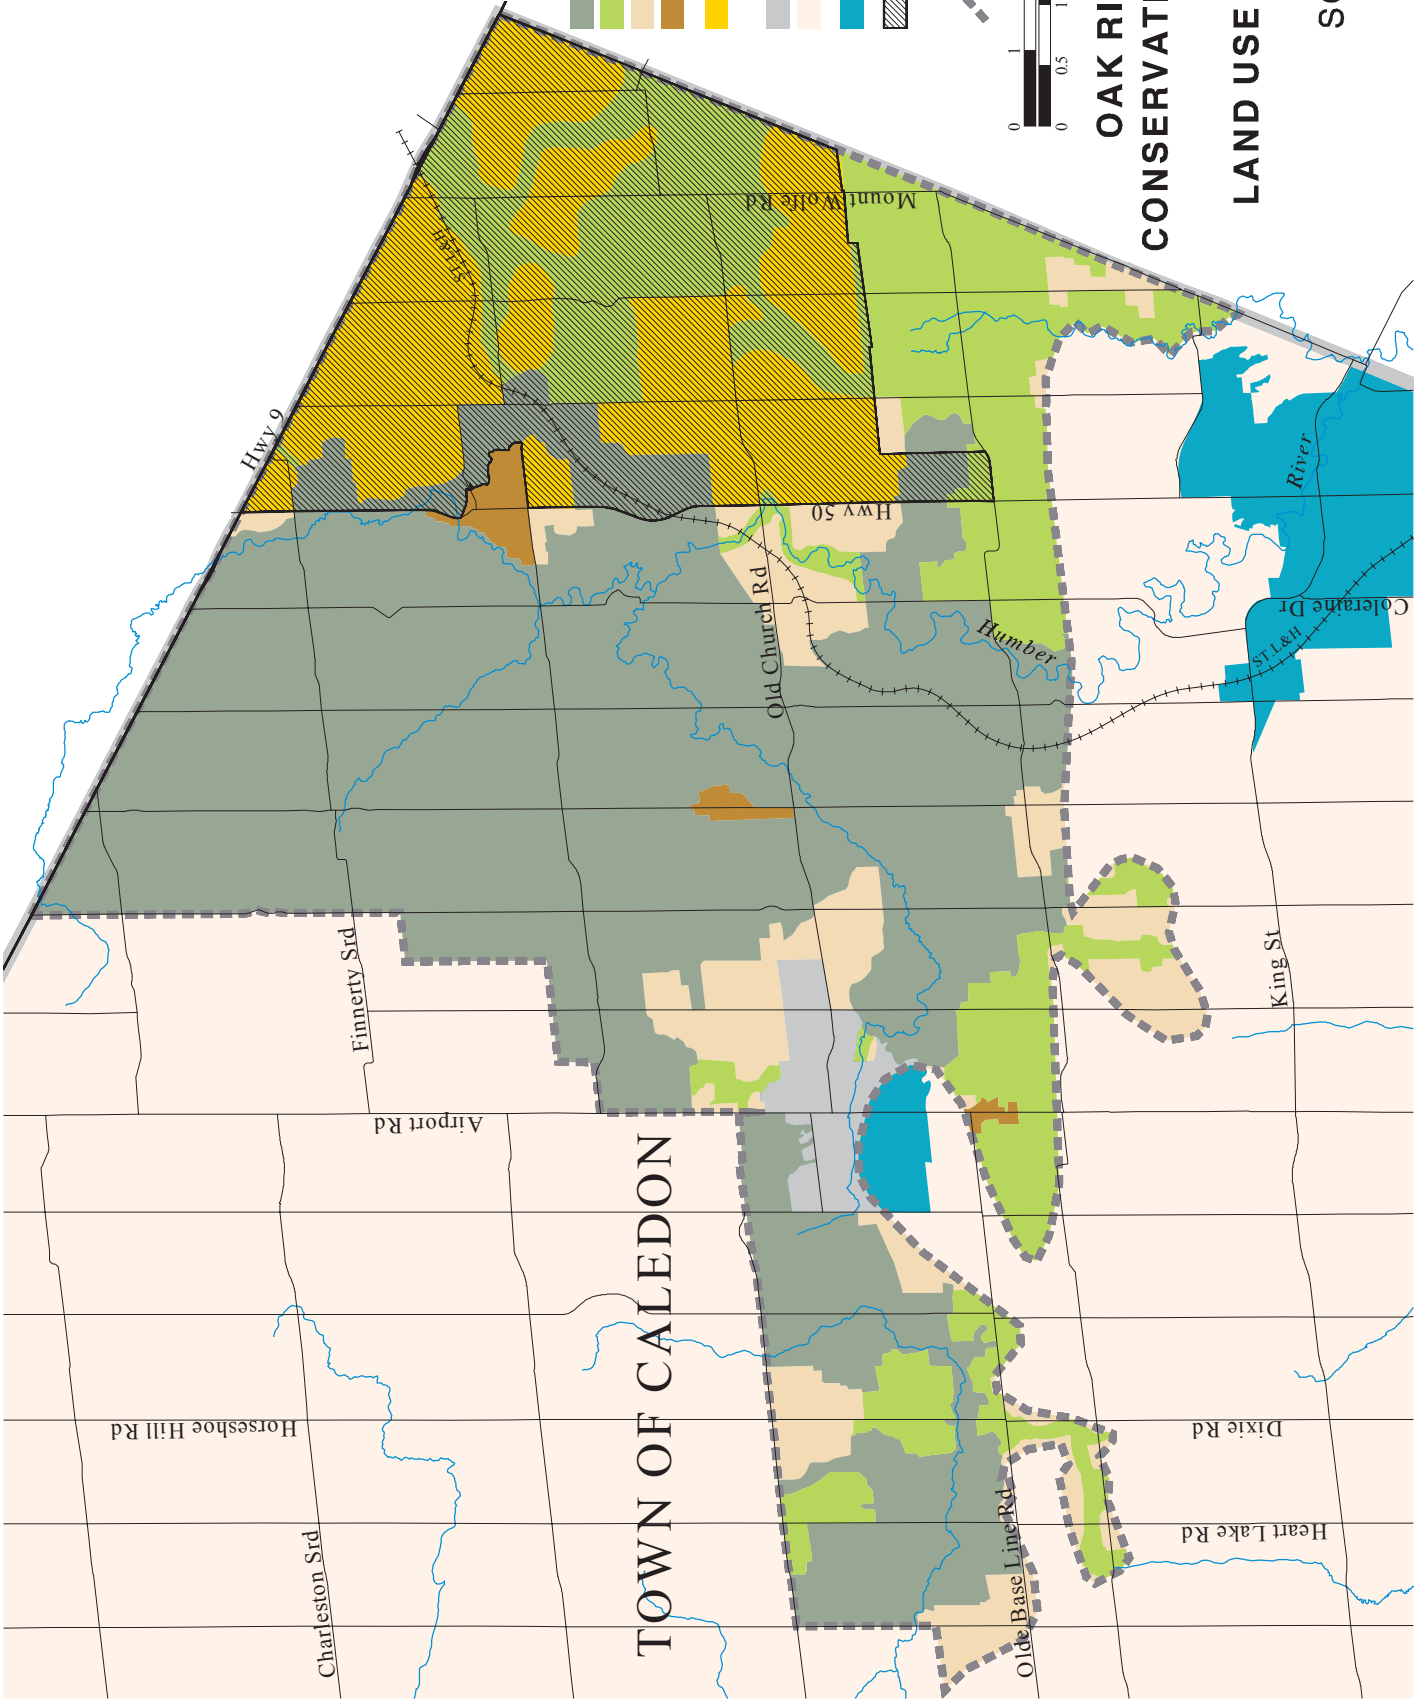 OAK RI
CONSERVATI
LAND USE
SC
0
1
0
0.5
1
Hwy 9
ST.L&H
Mount Wolfe Rd
Hwy 50
Old Church Rd
Humber
River
Coleraine Dr
ST.L&H
King St
Finnerty Srd
Airport Rd
TOWN OF CALEDON
Horseshoe Hill Rd
Dixie Rd
Charleston Srd
Olde Base Line Rd
Heart Lake Rd